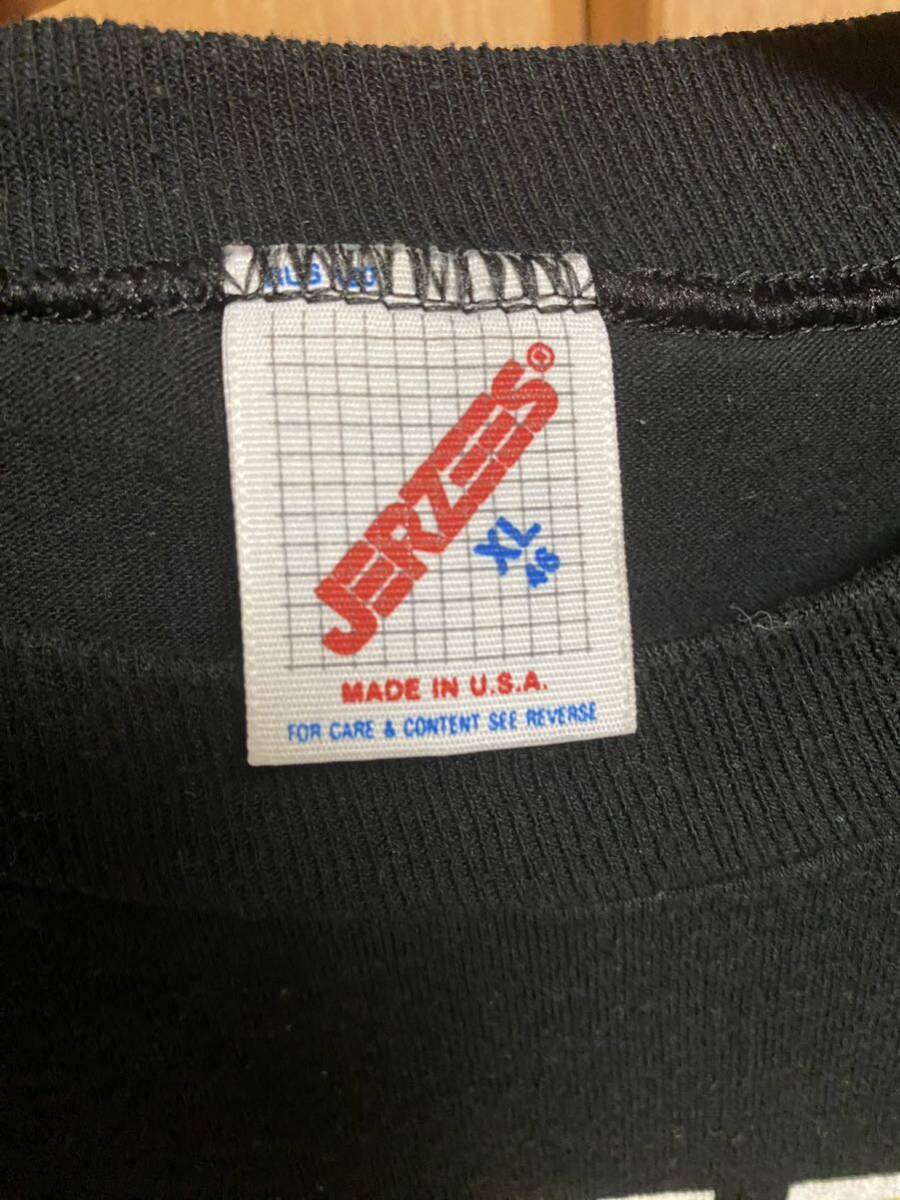 JERZEES®
XL
46
MADE IN U.S.A.
FOR CARE & CONTENT SEE REVERSE